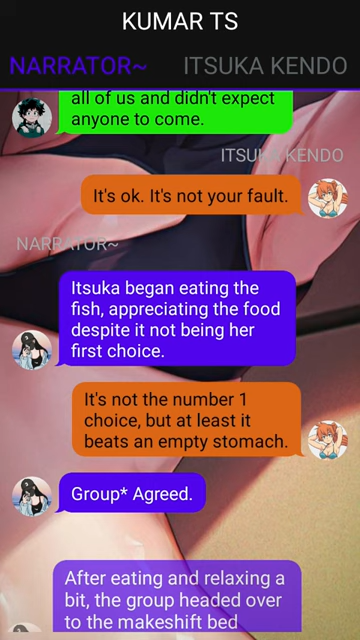 KUMAR TS
NARRATOR~ ITSUKA KENDO
all of us and didn't expect
anyone to come.
ITSUKA KENDO
It's ok. It's not your fault.
NARRATOR~
Itsuka began eating the
fish, appreciating the food
despite it not being her
first choice.
It's not the number 1
choice, but at least it
beats an empty stomach.
Group* Agreed.
After eating and relaxing a
bit, the group headed over
to the makeshift bed